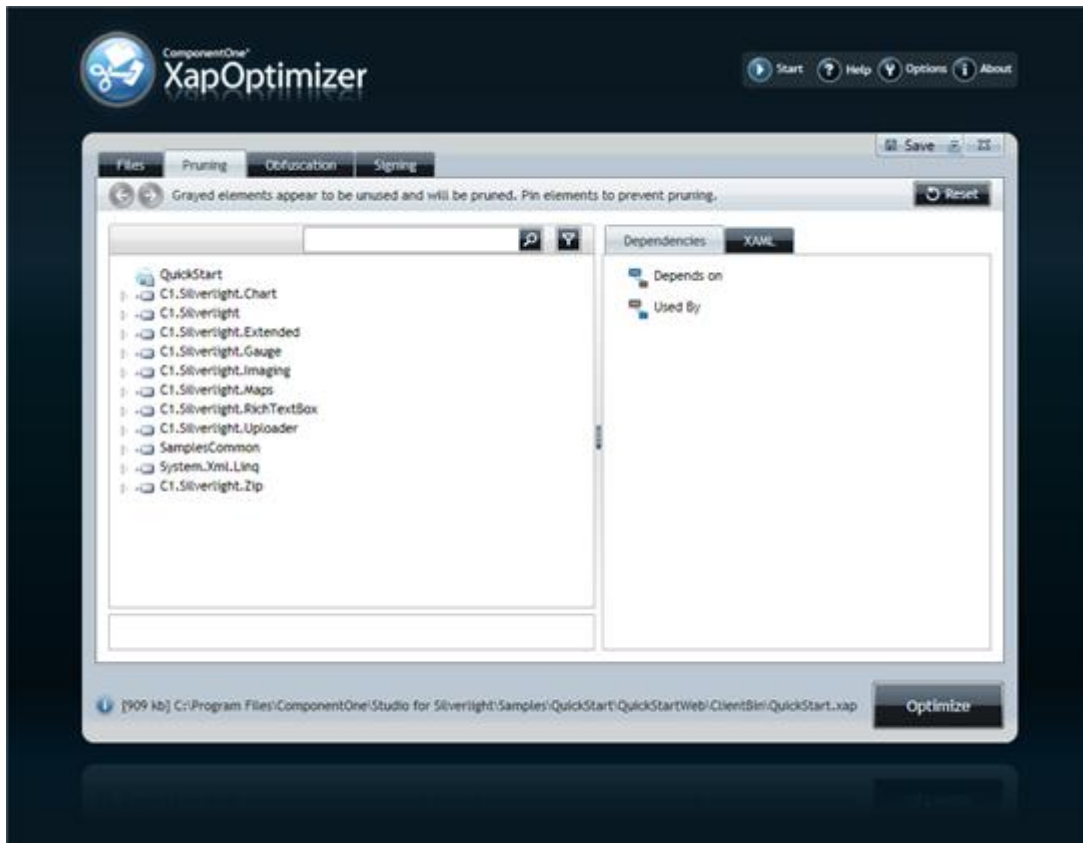 ComponentOne®
XapOptimizer
Start Help Options About
Save
Files Pruning Obfuscation Signing
Grayed elements appear to be unused and will be pruned. Pin elements to prevent pruning.
Reset
Dependencies XAML
QuickStart
C1.Silverlight.Chart
C1.Silverlight
C1.Silverlight.Extended
C1.Silverlight.Gauge
C1.Silverlight.Imaging
C1.Silverlight.Maps
C1.Silverlight.RichTextBox
C1.Silverlight.Uploader
SamplesCommon
System.Xml.Linq
C1.Silverlight.Zip
Depends on
Used By
[909 kb] C:\Program Files\ComponentOne\Studio for Silverlight\Samples\QuickStart\QuickStartWeb\ClientBin\QuickStart.xap
Optimize